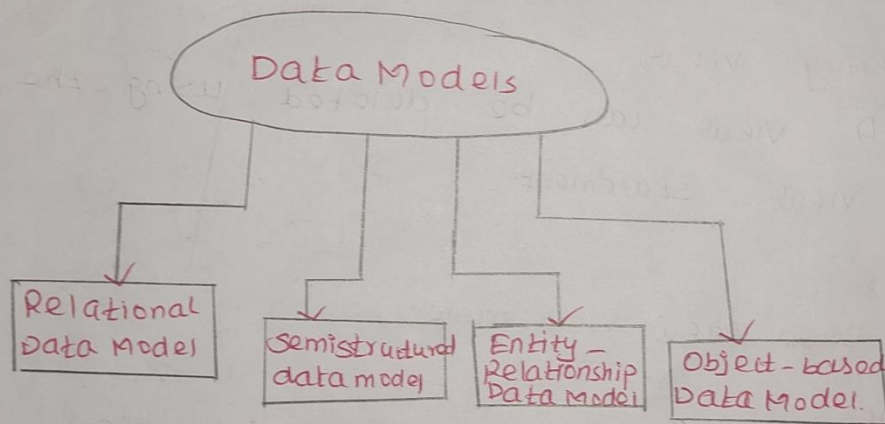 Data Models
Relational
Data Model
Semistructured
data model
Entity-
Relationship
Data Model
Object-based
Data Model.